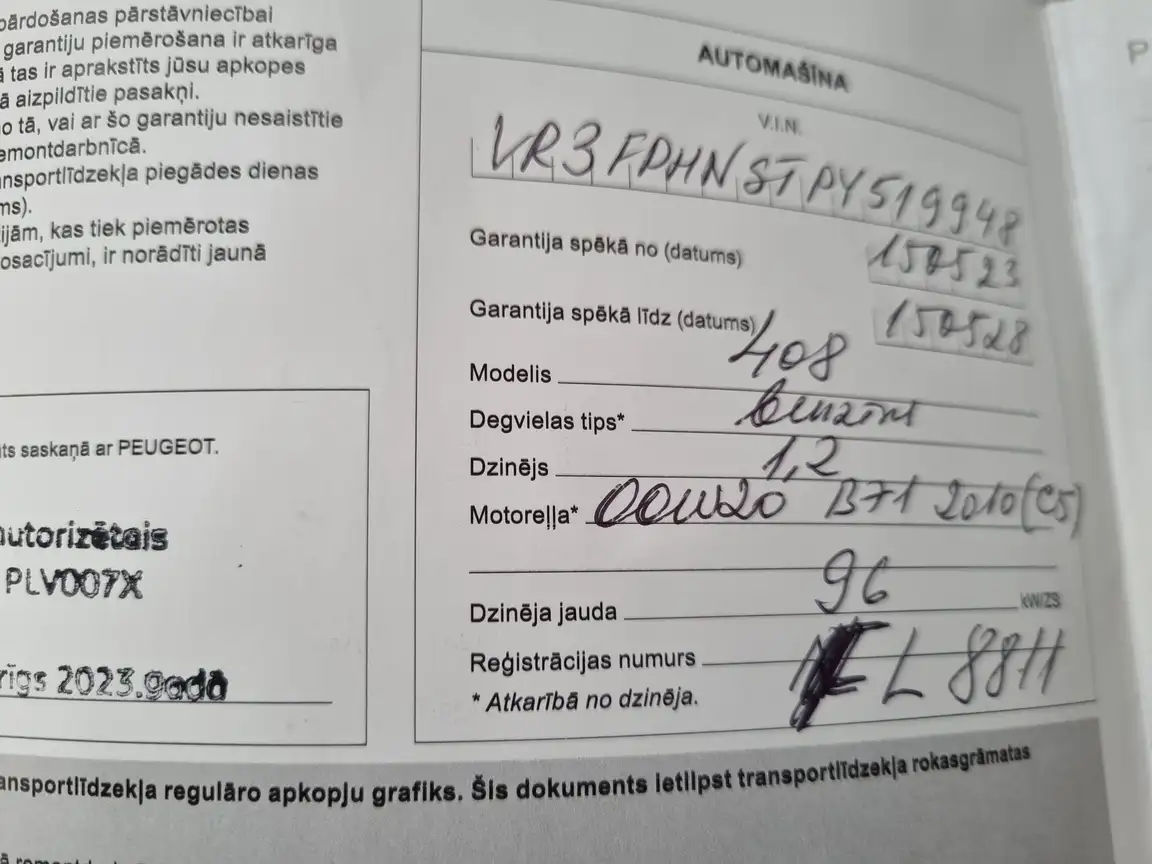 pārdošanas pārstāvniecībai
garantiju piemērošana ir atkarīga
ā tas ir aprakstīts jūsu apkopes
ā aizpildītie pasakņi.
o tā, vai ar šo garantiju nesaistītie
emontdarbnīcā.
ansportlīdzekļa piegādes dienas
ms).
ijām, kas tiek piemērotas
osacījumi, ir norādīti jaunā
ts saskaņā ar PEUGEOT.
autorizētais
PLV007X
rīgs 2023.gada
AUTOMAŠĪNA
V.I.N.
VR3FPHNSTPY519948
Garantija spēkā no (datums) 150523
Garantija spēkā līdz (datums) 150528
Modelis 408
Degvielas tips* benzīns
Dzinējs 1,2
Motoreļļa* 00W20 B71 2010 (C5)
Dzinēja jauda 96 kW/ZS
Reģistrācijas numurs L 8811
* Atkarībā no dzinēja.
ansportlīdzekļa regulāro apkopju grafiks. Šis dokuments ietilpst transportlīdzekļa rokasgrāmatas